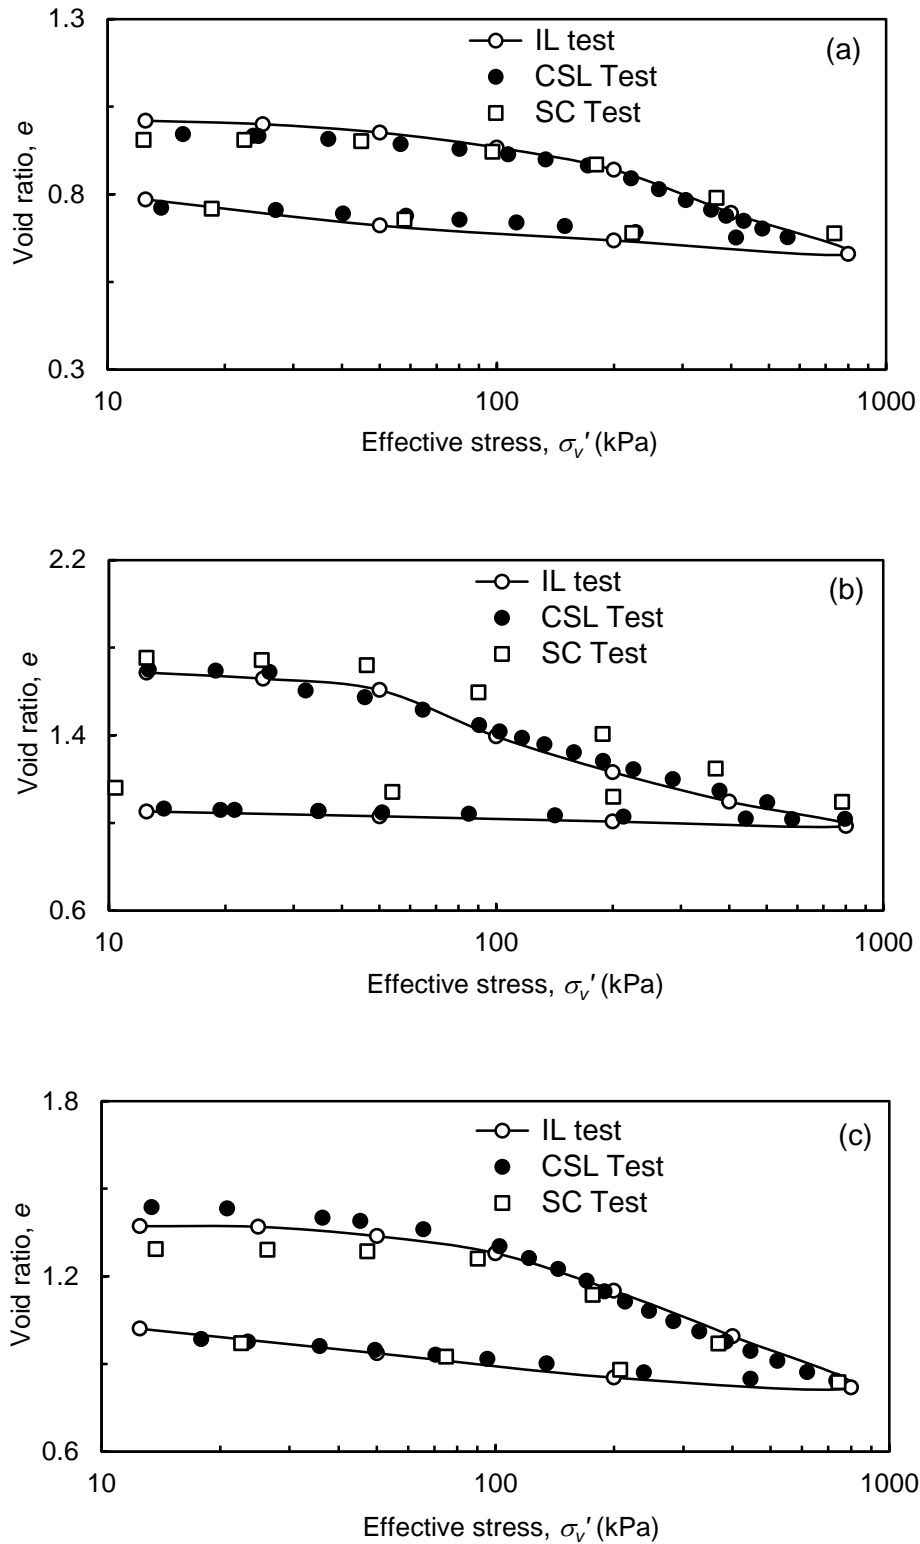 1.3
IL test
(a)
CSL Test
SC Test
Void ratio, e
0.8
0.3
10
100
1000
Effective stress, σv' (kPa)
2.2
IL test
(b)
CSL Test
SC Test
Void ratio, e
1.4
0.6
10
100
1000
Effective stress, σv' (kPa)
1.8
IL test
(c)
CSL Test
SC Test
Void ratio, e
1.2
0.6
10
100
1000
Effective stress, σv' (kPa)